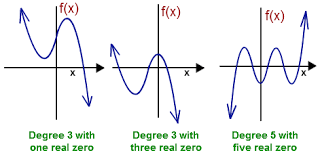 f(x)
f(x)
f(x)
x
x
x
Degree 3 with
one real zero
Degree 3 with
three real zero
Degree 5 with
five real zero